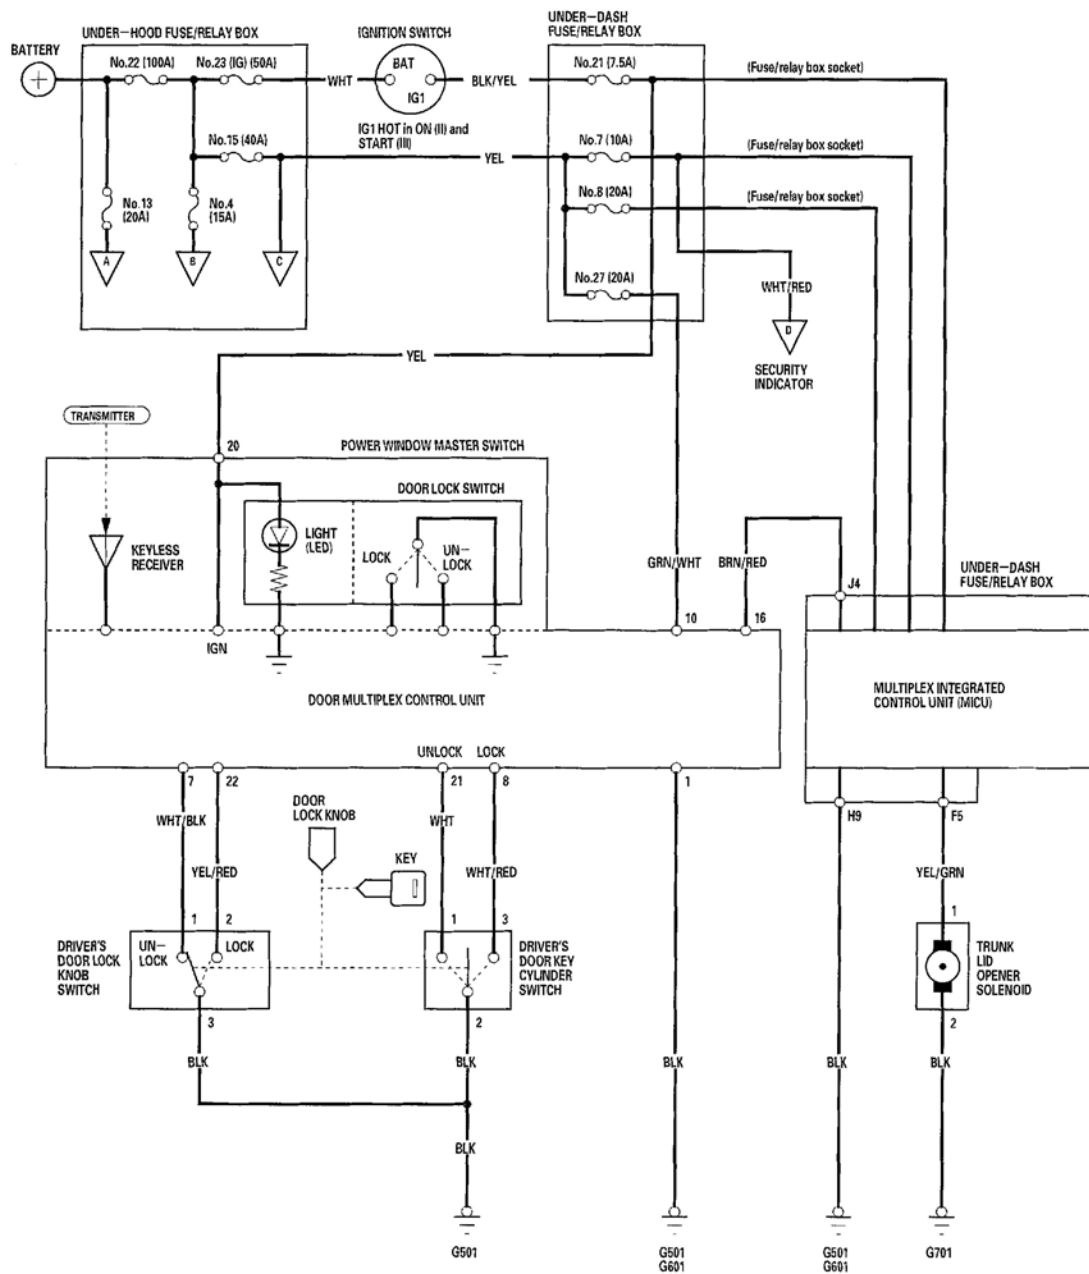 UNDER-HOOD FUSE/RELAY BOX
IGNITION SWITCH
UNDER-DASH
FUSE/RELAY BOX
BATTERY
No.22 (100A)
No.23 (IG) (50A)
WHT
BAT
IG1
BLK/YEL
No.21 (7.5A)
(Fuse/relay box socket)
IG1 HOT in ON (II) and
START (III)
No.15 (40A)
YEL
No.7 (10A)
(Fuse/relay box socket)
No.8 (20A)
(Fuse/relay box socket)
No.13
(20A)
No.4
(15A)
A
B
C
No.27 (20A)
WHT/RED
D
SECURITY
INDICATOR
YEL
TRANSMITTER
20
POWER WINDOW MASTER SWITCH
DOOR LOCK SWITCH
KEYLESS
RECEIVER
LIGHT
(LED)
LOCK
UN-
LOCK
GRN/WHT
BRN/RED
UNDER-DASH
FUSE/RELAY BOX
J4
IGN
10
16
DOOR MULTIPLEX CONTROL UNIT
MULTIPLEX INTEGRATED
CONTROL UNIT (MICU)
UNLOCK
LOCK
7
22
21
8
1
H9
F5
WHT/BLK
YEL/RED
DOOR
LOCK KNOB
KEY
WHT
WHT/RED
YEL/GRN
1
2
1
3
1
DRIVER'S
DOOR LOCK
KNOB
SWITCH
UN-
LOCK
LOCK
DRIVER'S
DOOR KEY
CYLINDER
SWITCH
TRUNK
LID
OPENER
SOLENOID
3
2
2
BLK
BLK
BLK
BLK
BLK
BLK
G501
G501
G601
G501
G601
G701